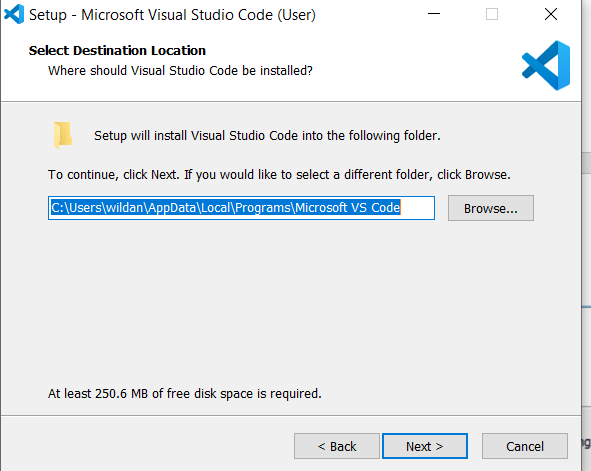 Setup - Microsoft Visual Studio Code (User)
Select Destination Location
Where should Visual Studio Code be installed?
Setup will install Visual Studio Code into the following folder.
To continue, click Next. If you would like to select a different folder, click Browse.
C:\Users\wildan\AppData\Local\Programs\Microsoft VS Code
Browse...
At least 250.6 MB of free disk space is required.
< Back
Next >
Cancel